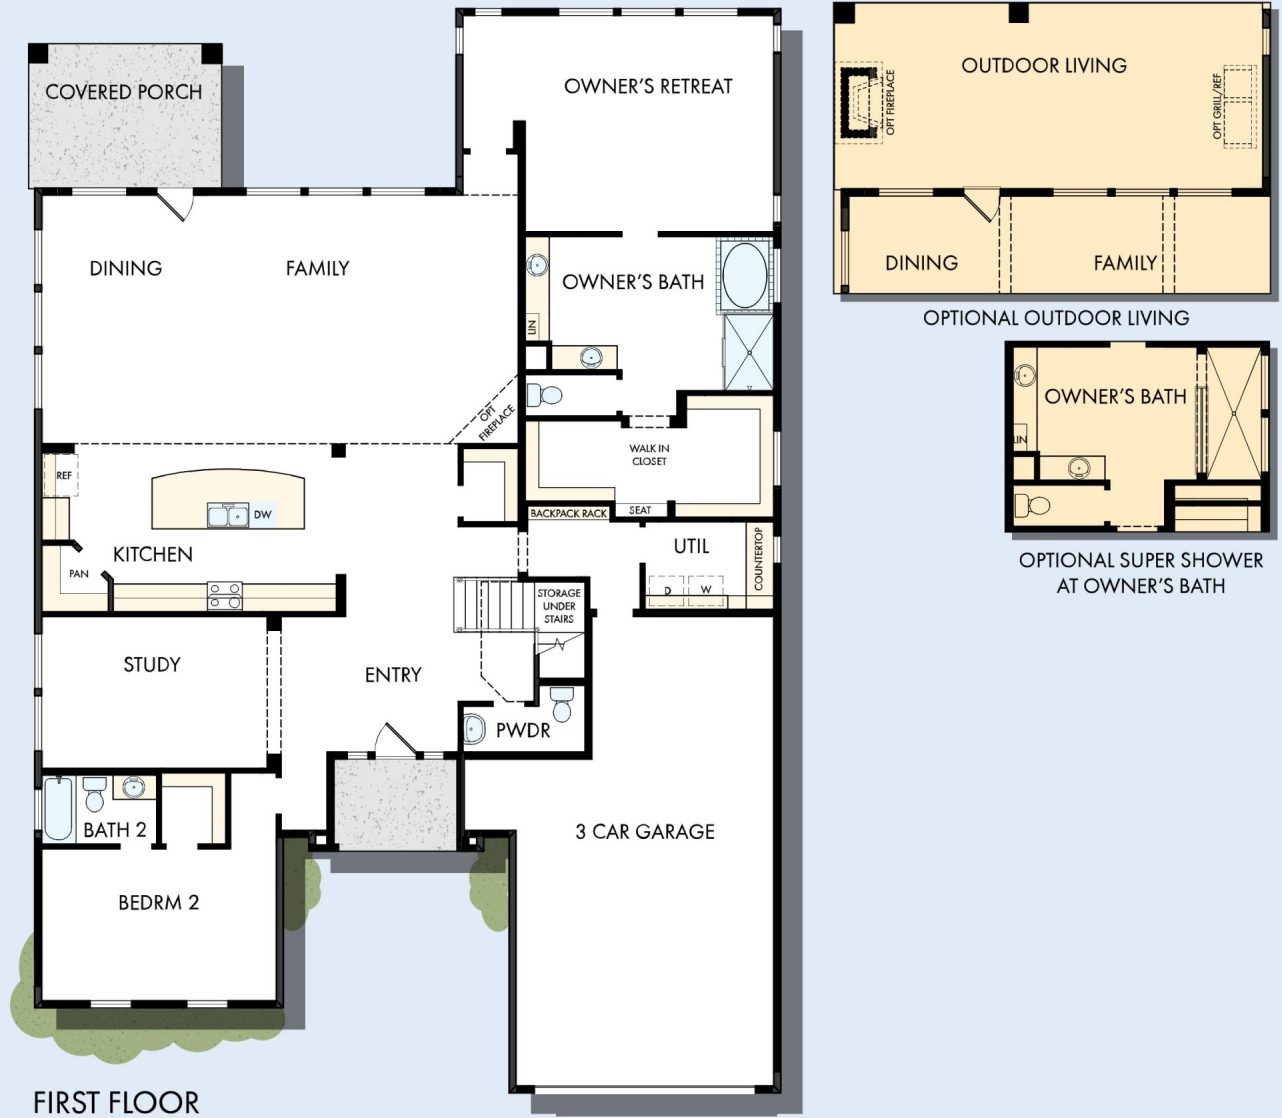 COVERED PORCH
OWNER'S RETREAT
DINING
FAMILY
OWNER'S BATH
LIN
OPT
FIREPLACE
WALK IN
CLOSET
SEAT
BACKPACK RACK
REF
DW
KITCHEN
PAN
UTIL
COUNTERTOP
D
W
STORAGE
UNDER
STAIRS
STUDY
ENTRY
PWDR
BATH 2
BEDRM 2
3 CAR GARAGE
FIRST FLOOR
OUTDOOR LIVING
OPT FIREPLACE
OPT GRILL/REF
DINING
FAMILY
OPTIONAL OUTDOOR LIVING
OWNER'S BATH
LIN
OPTIONAL SUPER SHOWER
AT OWNER'S BATH